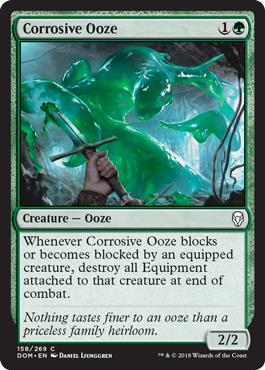 Corrosive Ooze 1
Creature — Ooze
Whenever Corrosive Ooze blocks
or becomes blocked by an equipped
creature, destroy all Equipment
attached to that creature at end of
combat.
Nothing tastes finer to an ooze than a
priceless family heirloom.
2/2
158/269 C
DOM • EN Daniel Ljunggren
™ & © 2018 Wizards of the Coast